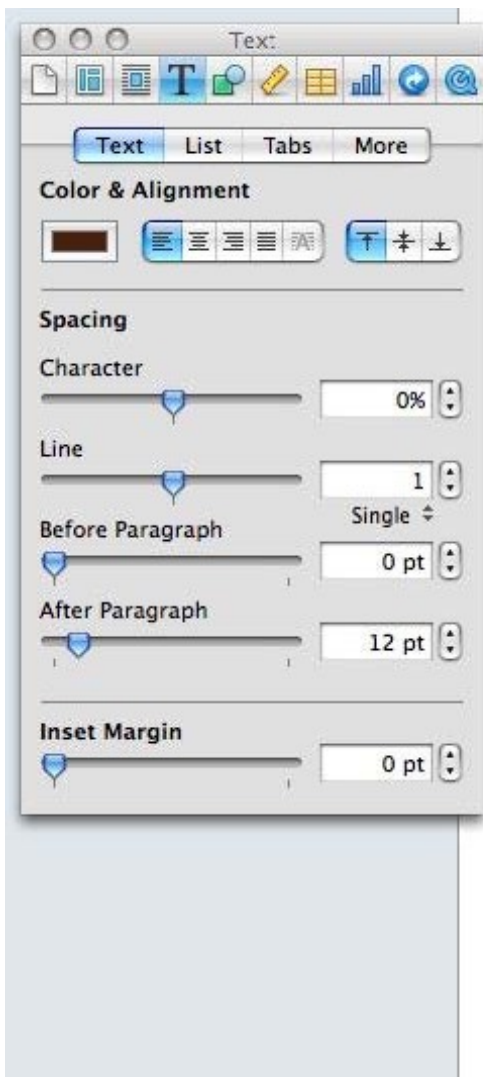 Text
T
Text List Tabs More
Color & Alignment
A
Spacing
Character
0%
Line
1
Single
Before Paragraph
0 pt
After Paragraph
12 pt
Inset Margin
0 pt